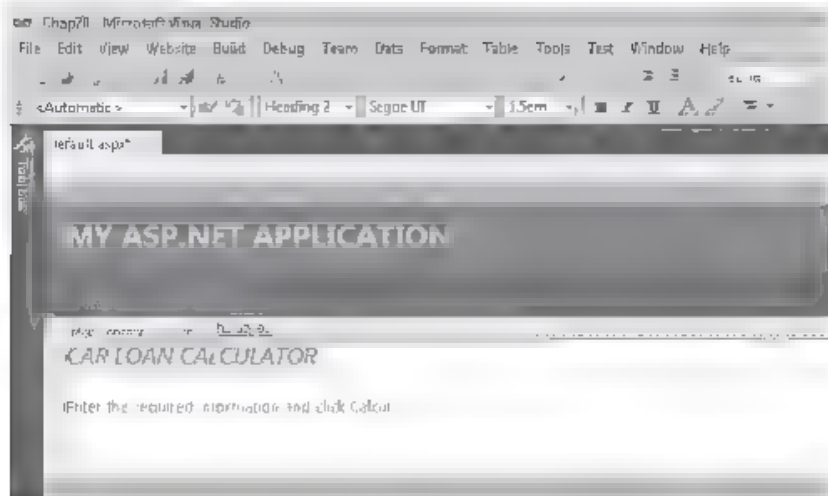 Chap7II Microsoft Visual Studio
File Edit View Website Build Debug Team Data Format Table Tools Test Window Help
<Automatic> Heading 2 Segoe UI 1.5em
Default.aspx*
Toolbox
MY ASP.NET APPLICATION
CAR LOAN CALCULATOR
Enter the required information and click Calcul